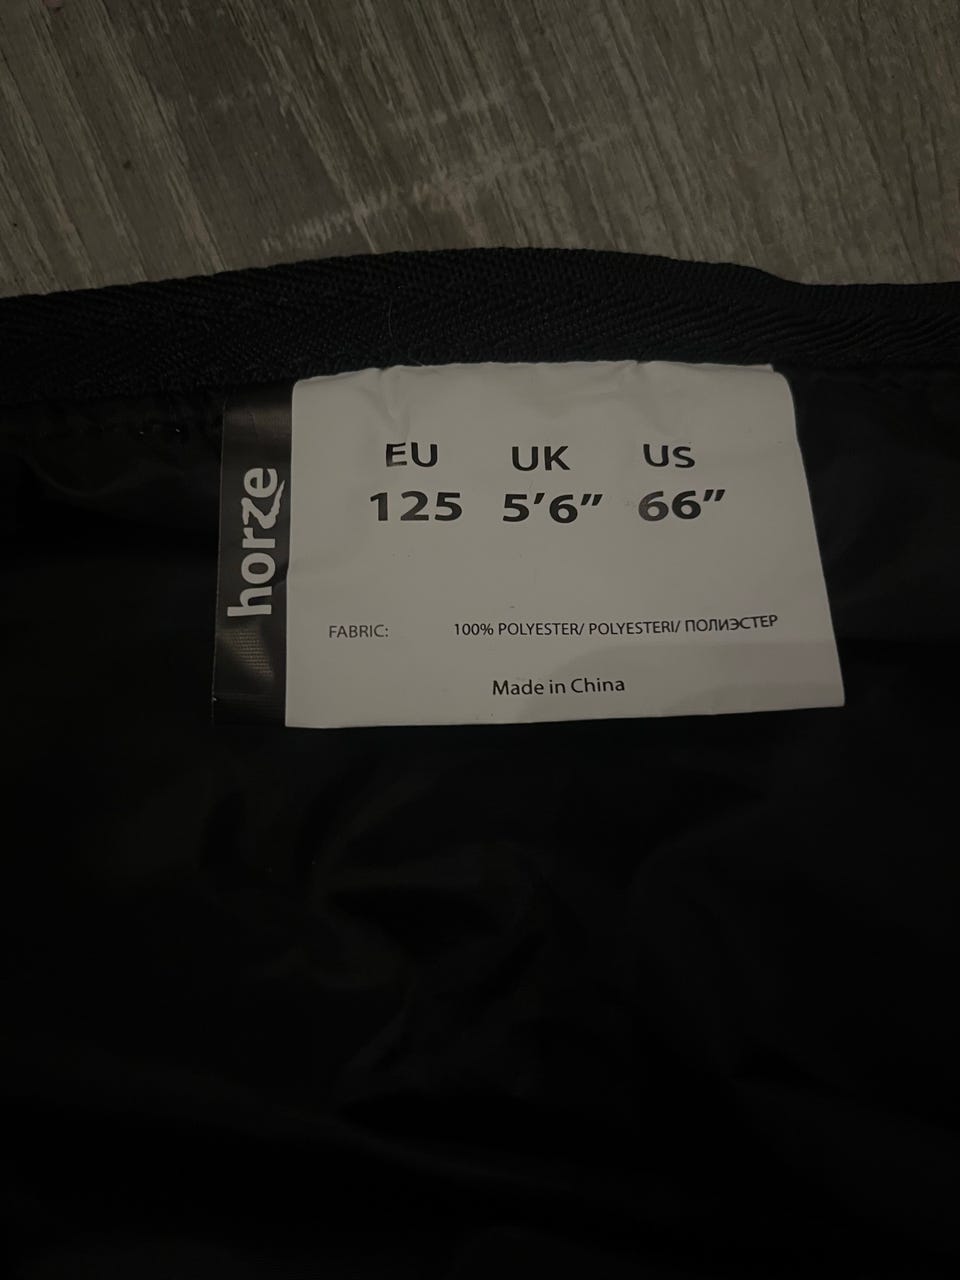 horze
EU UK US
125 5’6” 66”
FABRIC: 100% POLYESTER/ POLYESTERI/ ПОЛИЭСТЕР
Made in China